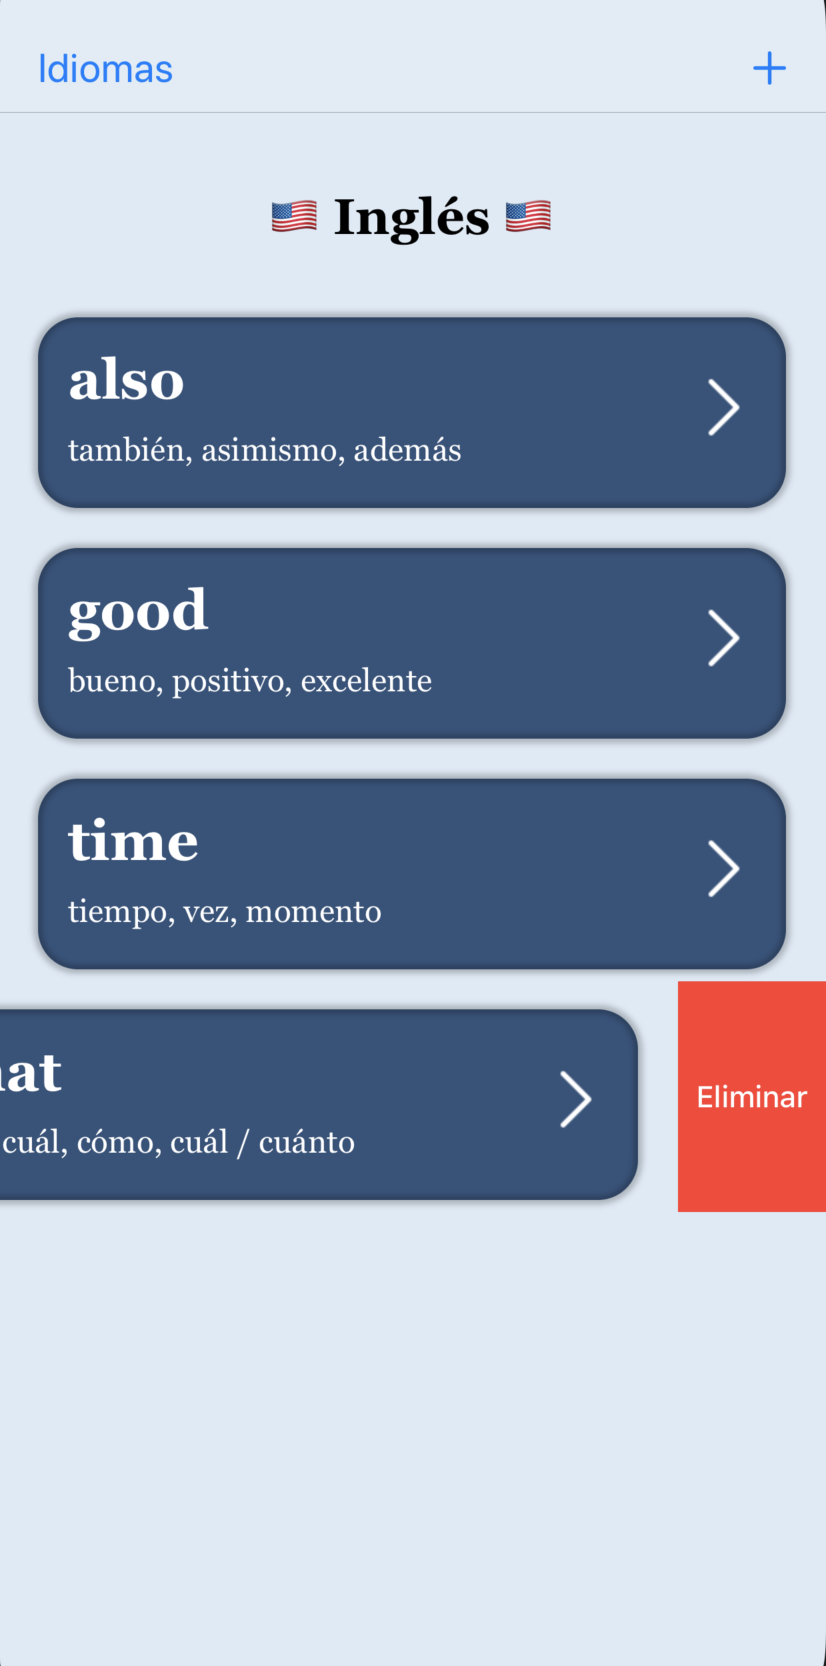 Idiomas
Inglés
also
también, asimismo, además
good
bueno, positivo, excelente
time
tiempo, vez, momento
at
cuál, cómo, cuál / cuánto
Eliminar